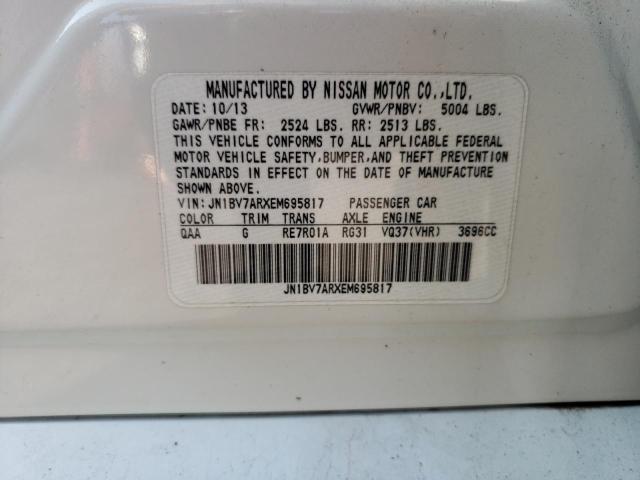 MANUFACTURED BY NISSAN MOTOR CO.,LTD.
DATE: 10/13 GVWR/PNBV: 5004 LBS.
GAWR/PNBE FR: 2524 LBS. RR: 2513 LBS.
THIS VEHICLE CONFORMS TO ALL APPLICABLE FEDERAL
MOTOR VEHICLE SAFETY,BUMPER,AND THEFT PREVENTION
STANDARDS IN EFFECT ON THE DATE OF MANUFACTURE
SHOWN ABOVE.
VIN: JN1BV7ARXEM695817 PASSENGER CAR
COLOR TRIM TRANS AXLE ENGINE
QAA G RE7R01A RG31 VQ37(VHR) 3696CC
JN1BV7ARXEM695817